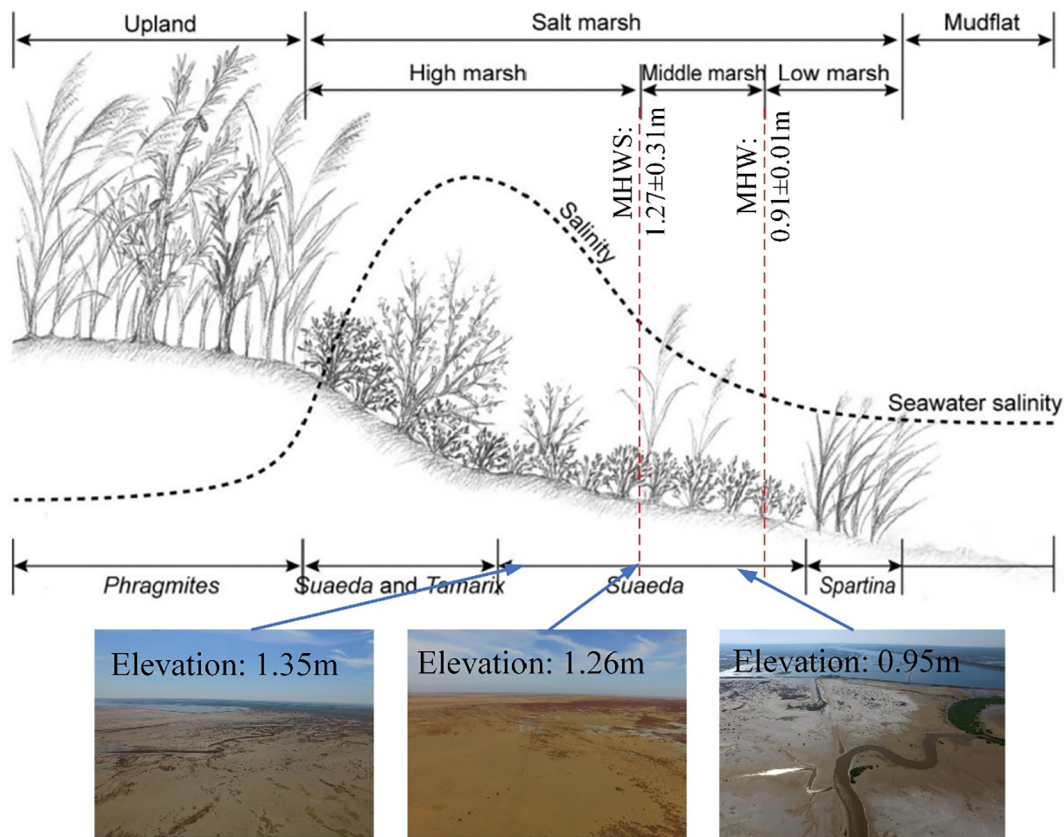 Upland
Salt marsh
Mudflat
High marsh
Middle marsh
Low marsh
MHWS:
1.27±0.31m
MHW:
0.91±0.01m
Salinity
Seawater salinity
Phragmites
Suaeda and Tamarix
Suaeda
Spartina
Elevation: 1.35m
Elevation: 1.26m
Elevation: 0.95m